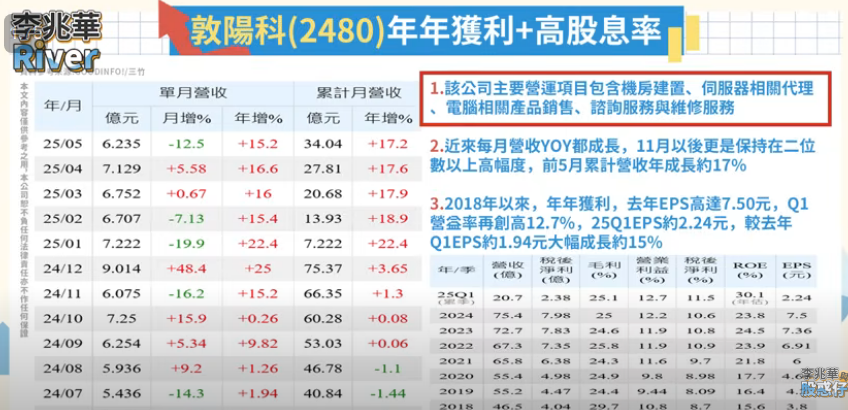 李兆華
River
敦陽科(2480)年年獲利+高股息率
本文內容僅供參考之用,本公司恕不負任何法律責任亦不作任何保證
年/月 單月營收 累計月營收
億元 月增% 年增% 億元 年增%
25/05 6.235 -12.5 +15.2 34.04 +17.2
25/04 7.129 +5.58 +16.6 27.81 +17.6
25/03 6.752 +0.67 +16 20.68 +17.9
25/02 6.707 -7.13 +15.4 13.93 +18.9
25/01 7.222 -19.9 +22.4 7.222 +22.4
24/12 9.014 +48.4 +25 75.37 +3.65
24/11 6.075 -16.2 +15.2 66.35 +1.3
24/10 7.25 +15.9 +0.26 60.28 +0.08
24/09 6.254 +5.34 +9.82 53.03 +0.06
24/08 5.936 +9.2 +1.26 46.78 -1.1
24/07 5.436 -14.3 +1.94 40.84 -1.44
1.該公司主要營運項目包含機房建置、伺服器相關代理
、電腦相關產品銷售、諮詢服務與維修服務
2.近來每月營收YOY都成長,11月以後更是保持在二位
數以上高幅度,前5月累計營收年成長約17%
3.2018年以來,年年獲利,去年EPS高達7.50元,Q1
營益率再創高12.7%,25Q1EPS約2.24元,較去年
Q1EPS約1.94元大幅成長約15%
年/季 營收(億) 稅後淨利(億) 毛利(%) 營業利益(%) 稅後淨利(%) ROE(%) EPS(元)
25Q1 20.7 2.38 25.1 12.7 11.5 30.1(年估) 2.24
2024 75.4 7.98 25 12.2 10.6 23.8 7.5
2023 72.7 7.83 24.6 11.9 10.8 24.5 7.36
2022 67.3 7.35 25.8 11.9 10.9 23.9 6.91
2021 65.8 6.38 24.3 11.6 9.7 21.8 6
2020 55.4 4.98 24.9 9.8 8.98 17.7
2019 55.2 4.47 24.4 9.44 8.09 16.4
2018 46.5 4.04 29.7 10.8 8.7 15.6 3.8
李兆華
股惑仔